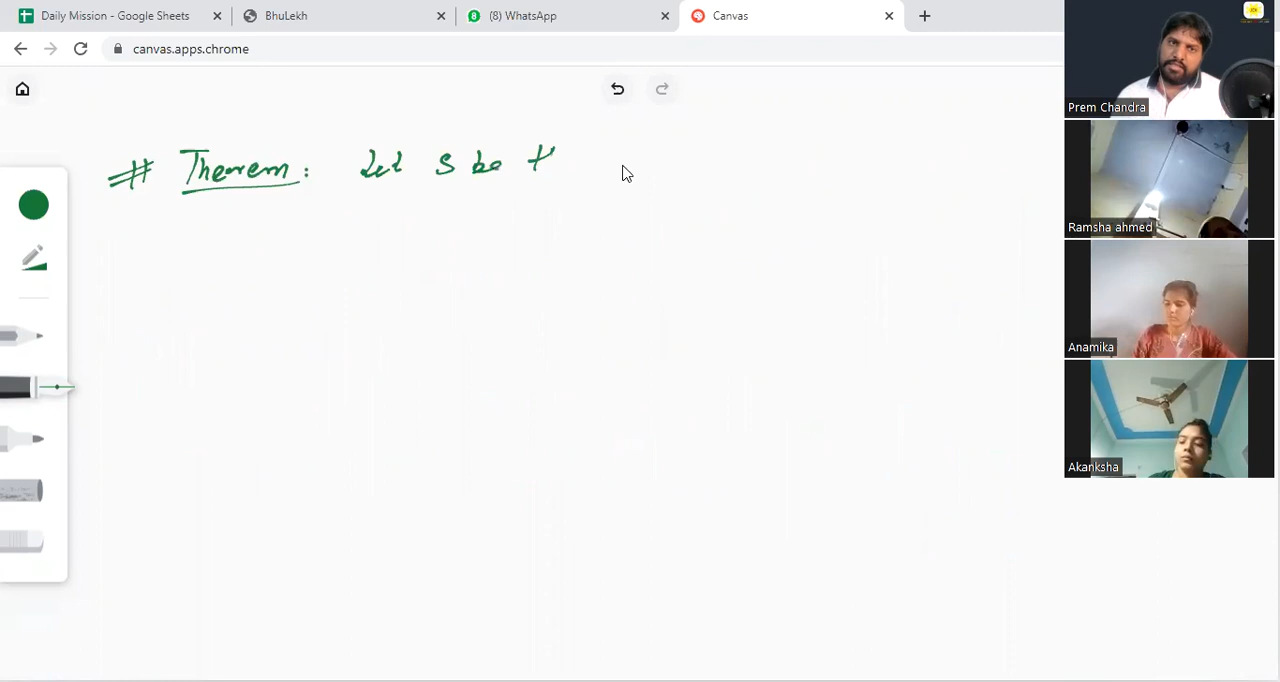 Daily Mission - Google Sheets
BhuLekh
(8) WhatsApp
Canvas
canvas.apps.chrome
# Theorem: Let S be t
Prem Chandra
Ramsha ahmed
Anamika
Akanksha